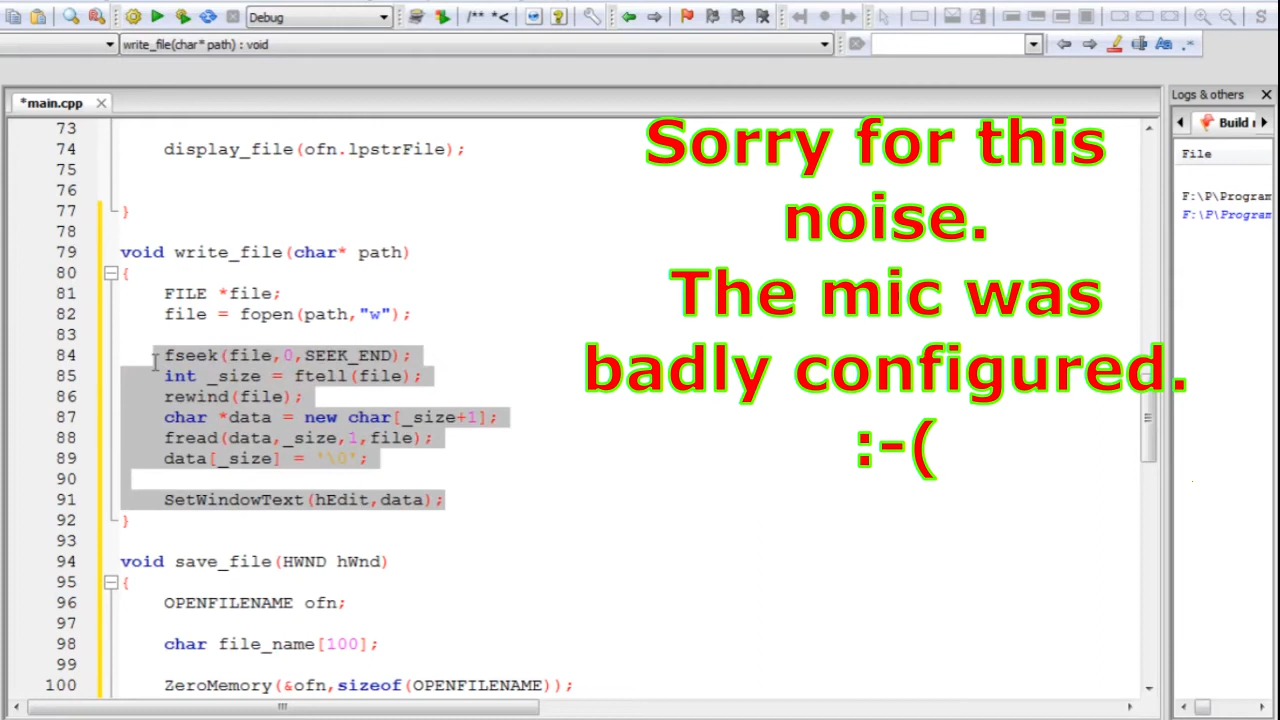 Debug
/** *<
write_file(char* path) : void
*main.cpp
Logs & others
Build
File
F:\P\Program
F:\P\Program
73
74 display_file(ofn.lpstrFile);
75
76
77 }
78
79 void write_file(char* path)
80 {
81 FILE *file;
82 file = fopen(path,"w");
83
84 fseek(file,0,SEEK_END);
85 int _size = ftell(file);
86 rewind(file);
87 char *data = new char[_size+1];
88 fread(data,_size,1,file);
89 data[_size] = '\0';
90
91 SetWindowText(hEdit,data);
92 }
93
94 void save_file(HWND hWnd)
95 {
96 OPENFILENAME ofn;
97
98 char file_name[100];
99
100 ZeroMemory(&ofn,sizeof(OPENFILENAME));
Sorry for this
noise.
The mic was
badly configured.
:-(